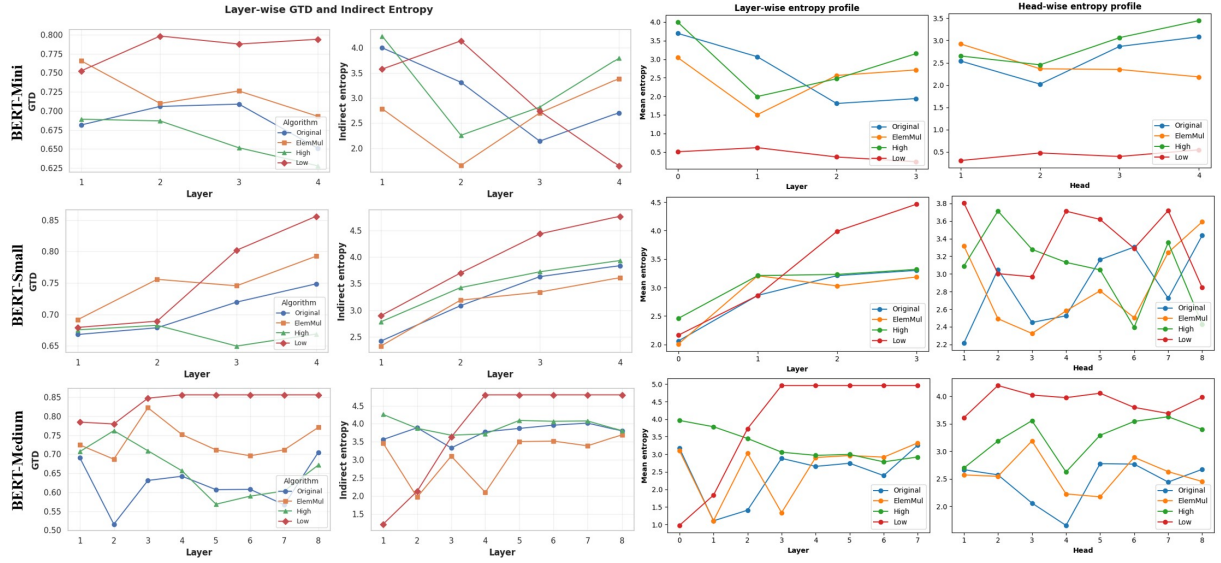 Layer-wise GTD and Indirect Entropy
Layer-wise entropy profile
Head-wise entropy profile
BERT-Mini
GTD
0.800
0.775
0.750
0.725
0.700
0.675
0.650
0.625
1 2 3 4
Layer
Algorithm
Original
ElemMul
High
Low
Indirect entropy
4.0
3.5
3.0
2.5
2.0
1 2 3 4
Layer
Mean entropy
4.0
3.5
3.0
2.5
2.0
1.5
1.0
0.5
0 1 2 3
Layer
Original
ElemMul
High
Low
3.5
3.0
2.5
2.0
1.5
1.0
0.5
1 2 3 4
Head
Original
ElemMul
High
Low
BERT-Small
GTD
0.85
0.80
0.75
0.70
0.65
1 2 3 4
Layer
Algorithm
Original
ElemMul
High
Low
Indirect entropy
4.5
4.0
3.5
3.0
2.5
1 2 3 4
Layer
Mean entropy
4.5
4.0
3.5
3.0
2.5
2.0
0 1 2 3
Layer
Original
ElemMul
High
Low
3.8
3.6
3.4
3.2
3.0
2.8
2.6
2.4
2.2
1 2 3 4 5 6 7 8
Head
Original
ElemMul
High
Low
BERT-Medium
GTD
0.85
0.80
0.75
0.70
0.65
0.60
0.55
0.50
1 2 3 4 5 6 7 8
Layer
Algorithm
Original
ElemMul
High
Low
Indirect entropy
4.5
4.0
3.5
3.0
2.5
2.0
1.5
1 2 3 4 5 6 7 8
Layer
Mean entropy
5.0
4.5
4.0
3.5
3.0
2.5
2.0
1.5
1.0
0 1 2 3 4 5 6 7
Layer
Original
ElemMul
High
Low
4.0
3.5
3.0
2.5
2.0
1 2 3 4 5 6 7 8
Head
Original
ElemMul
High
Low